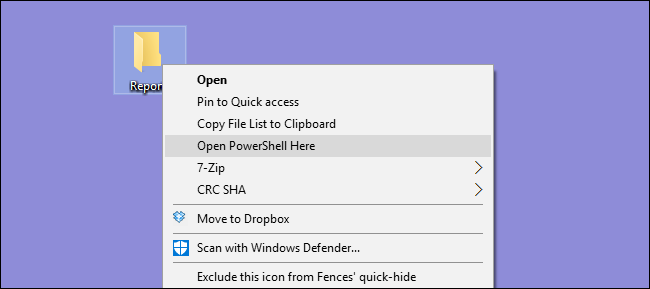 Repor
Open
Pin to Quick access
Copy File List to Clipboard
Open PowerShell Here
7-Zip
CRC SHA
Move to Dropbox
Scan with Windows Defender...
Exclude this icon from Fences' quick-hide